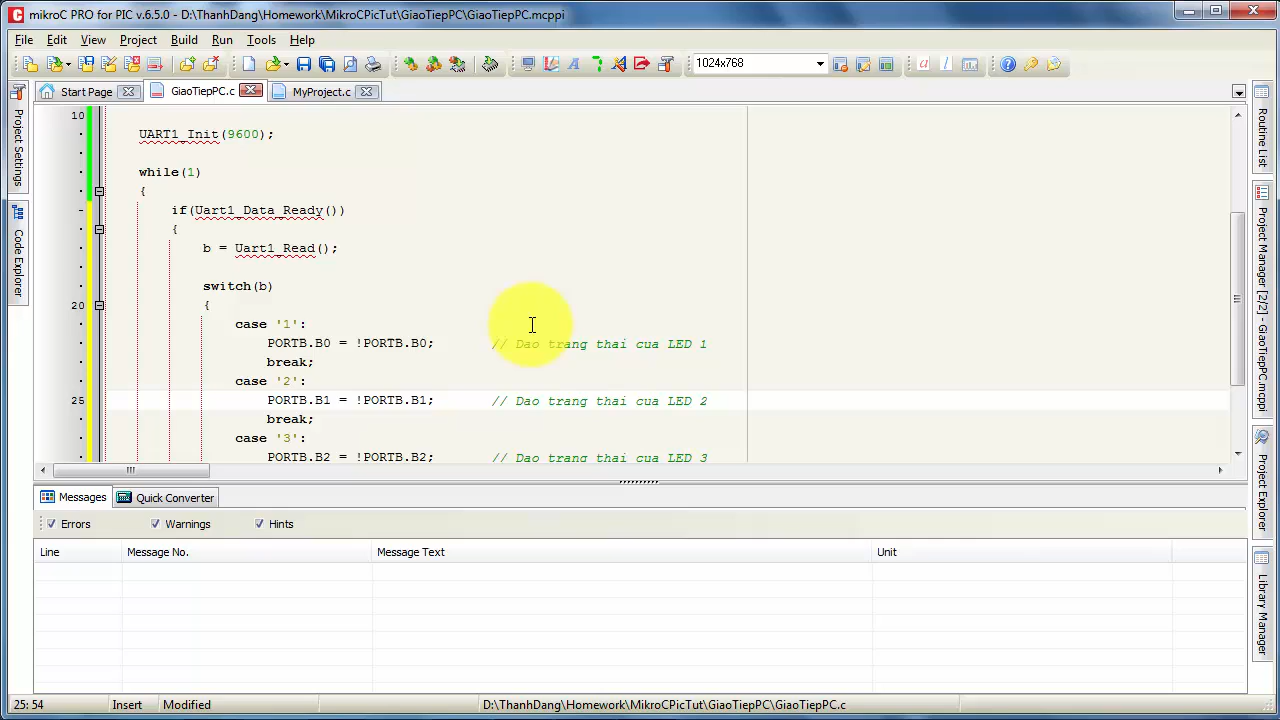 mikroC PRO for PIC v.6.5.0 - D:\ThanhDang\Homework\MikroCPicTut\GiaoTiepPC\GiaoTiepPC.mcppi
File Edit View Project Build Run Tools Help
1024x768
Start Page GiaoTiepPC.c MyProject.c
Project Settings
Code Explorer
10
UART1_Init(9600);
while(1)
{
if(Uart1_Data_Ready())
{
b = Uart1_Read();
switch(b)
20 {
case '1':
PORTB.B0 = !PORTB.B0; // Dao trang thai cua LED 1
break;
case '2':
25 PORTB.B1 = !PORTB.B1; // Dao trang thai cua LED 2
break;
case '3':
PORTB.B2 = !PORTB.B2; // Dao trang thai cua LED 3
Routine List
Project Manager [2/2] - GiaoTiepPC.mcppi
Project Explorer
Library Manager
Messages Quick Converter
Errors Warnings Hints
Line Message No. Message Text Unit
25: 54 Insert Modified D:\ThanhDang\Homework\MikroCPicTut\GiaoTiepPC\GiaoTiepPC.c